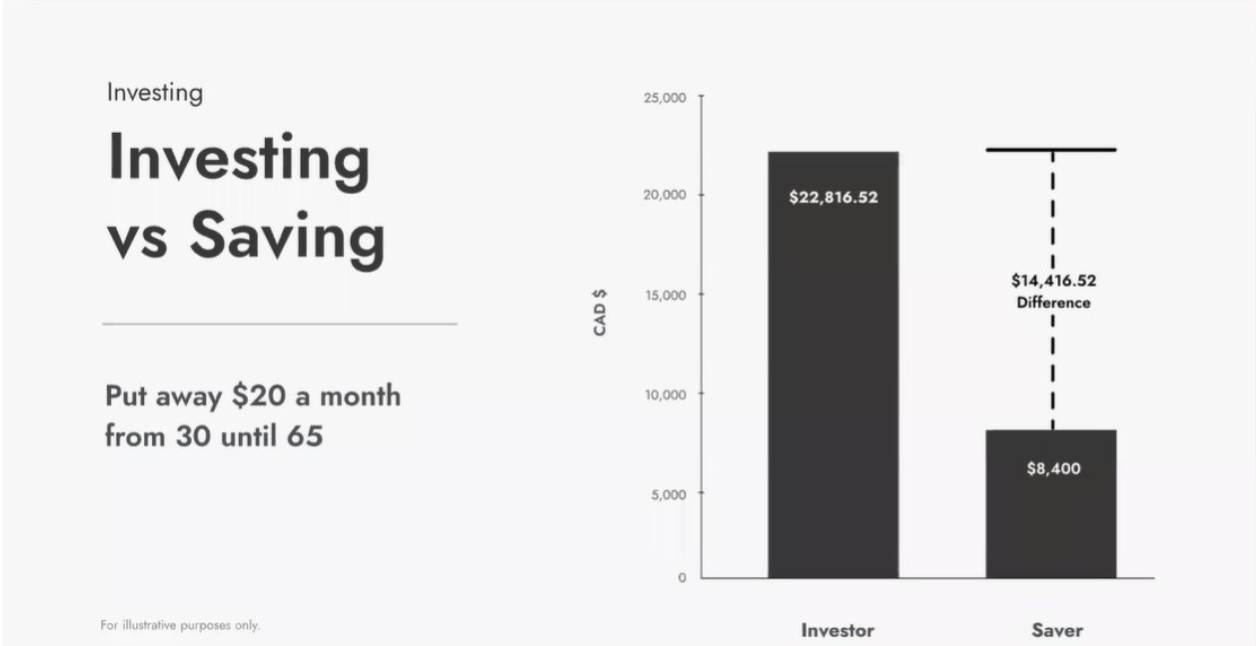 Investing
Investing
vs Saving
Put away $20 a month
from 30 until 65
For illustrative purposes only.
CAD $
25,000
20,000
15,000
10,000
5,000
0
$22,816.52
$14,416.52
Difference
$8,400
Investor
Saver